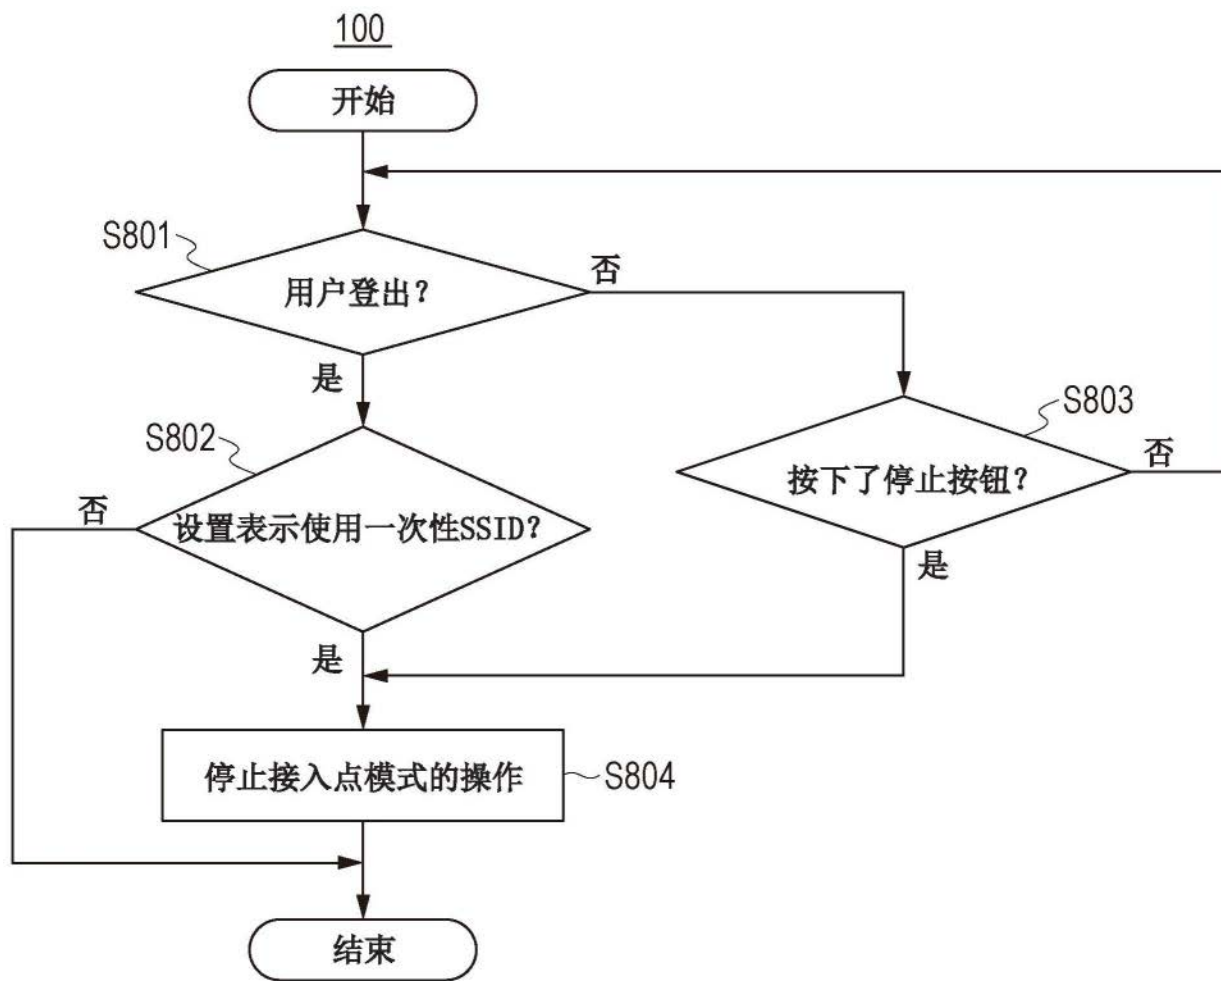 100
开始
S801
用户登出?
否
是
S802
S803
否
设置表示使用一次性SSID?
按下了停止按钮?
否
是
是
停止接入点模式的操作
S804
结束